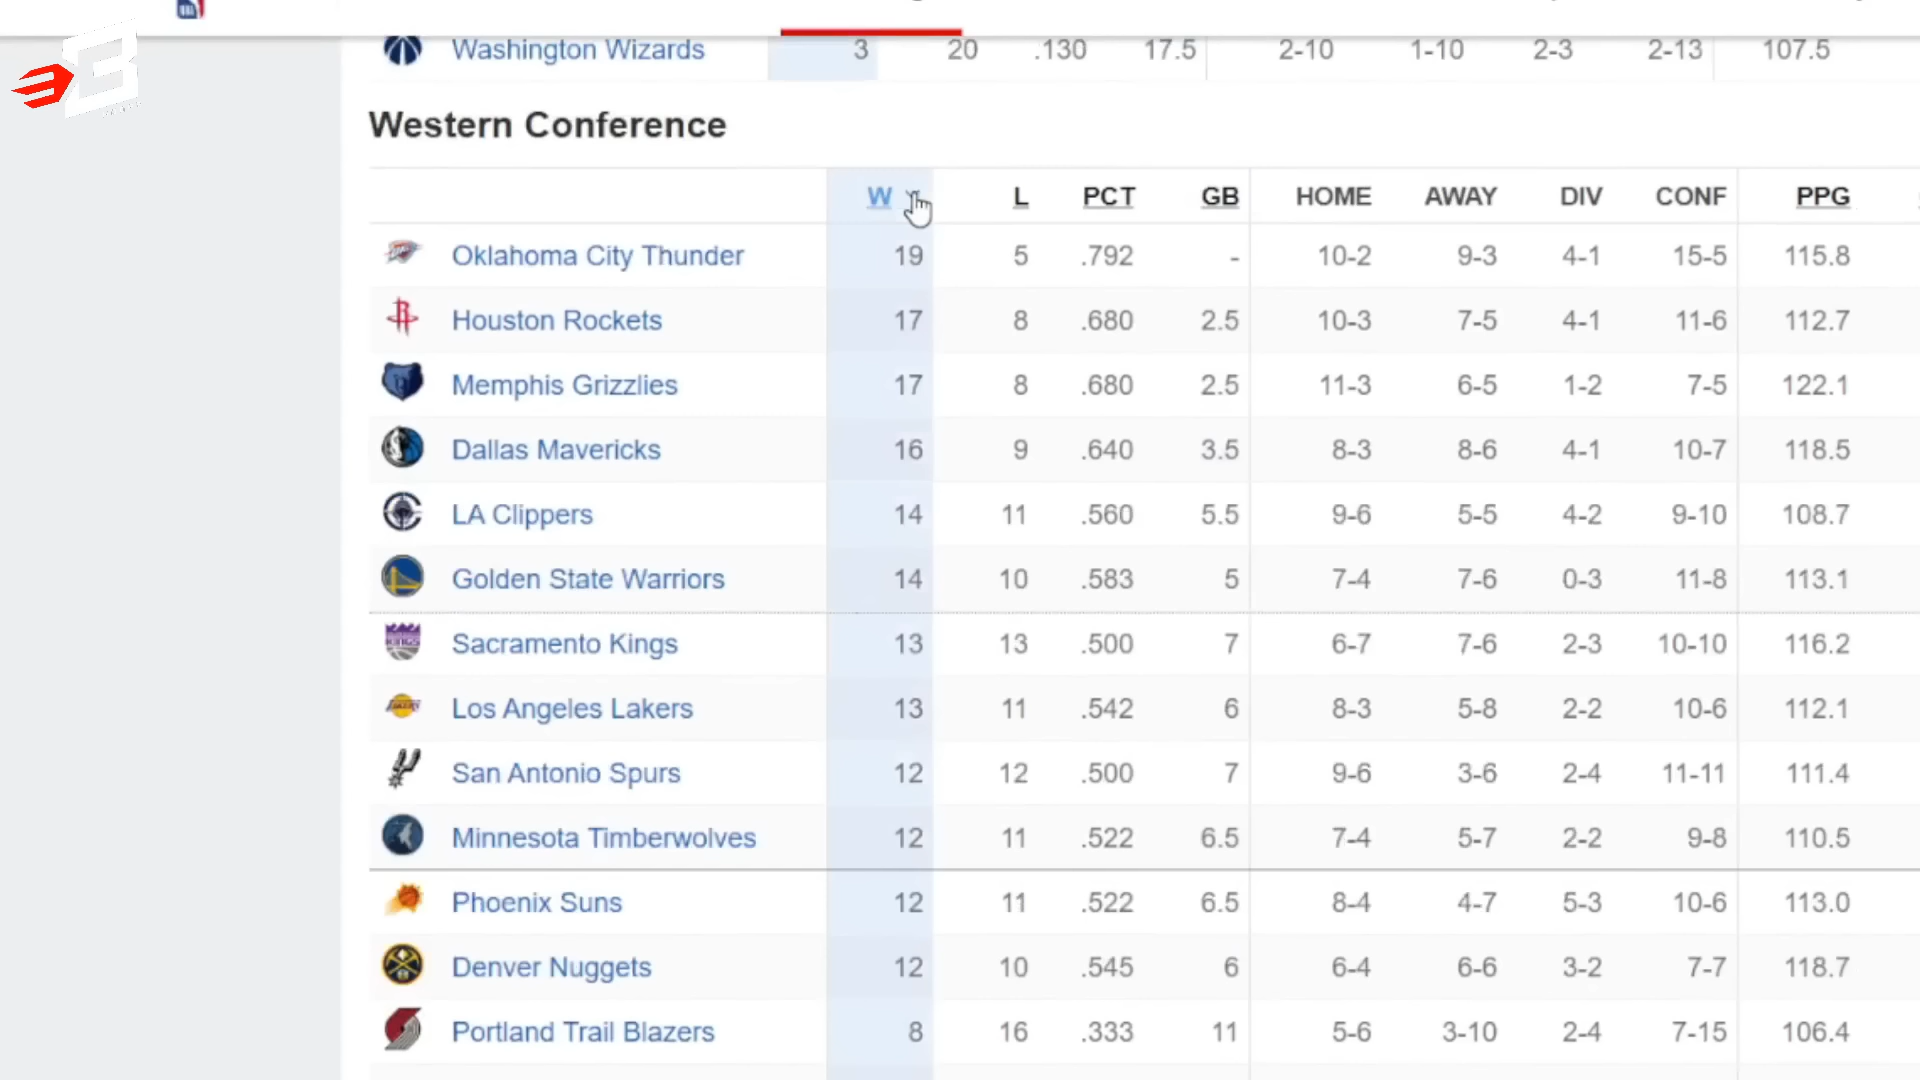 Washington Wizards 3 20 .130 17.5 2-10 1-10 2-3 2-13 107.5
Western Conference
W L PCT GB HOME AWAY DIV CONF PPG
Oklahoma City Thunder 19 5 .792 - 10-2 9-3 4-1 15-5 115.8
Houston Rockets 17 8 .680 2.5 10-3 7-5 4-1 11-6 112.7
Memphis Grizzlies 17 8 .680 2.5 11-3 6-5 1-2 7-5 122.1
Dallas Mavericks 16 9 .640 3.5 8-3 8-6 4-1 10-7 118.5
LA Clippers 14 11 .560 5.5 9-6 5-5 4-2 9-10 108.7
Golden State Warriors 14 10 .583 5 7-4 7-6 0-3 11-8 113.1
Sacramento Kings 13 13 .500 7 6-7 7-6 2-3 10-10 116.2
Los Angeles Lakers 13 11 .542 6 8-3 5-8 2-2 10-6 112.1
San Antonio Spurs 12 12 .500 7 9-6 3-6 2-4 11-11 111.4
Minnesota Timberwolves 12 11 .522 6.5 7-4 5-7 2-2 9-8 110.5
Phoenix Suns 12 11 .522 6.5 8-4 4-7 5-3 10-6 113.0
Denver Nuggets 12 10 .545 6 6-4 6-6 3-2 7-7 118.7
Portland Trail Blazers 8 16 .333 11 5-6 3-10 2-4 7-15 106.4